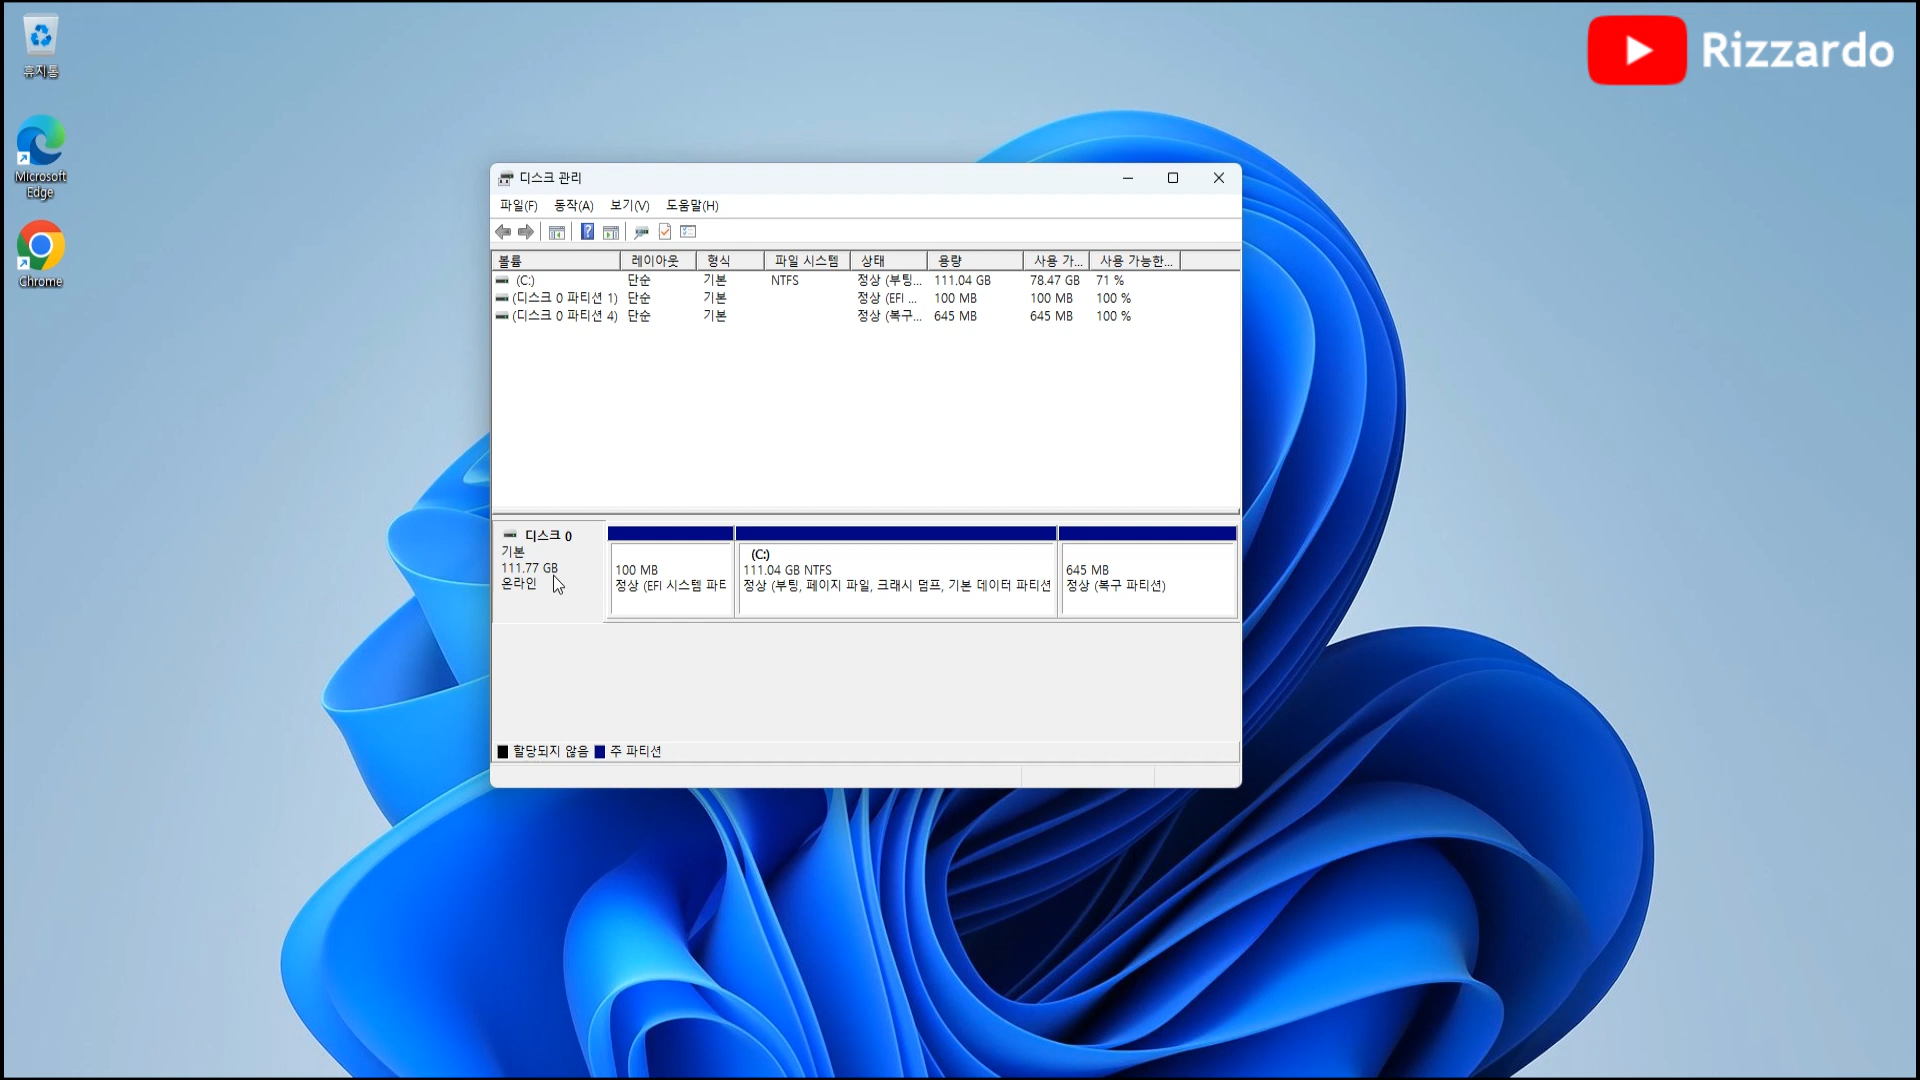 휴지통
Microsoft
Edge
Chrome
Rizzardo
디스크 관리
파일(F) 동작(A) 보기(V) 도움말(H)
볼륨 레이아웃 형식 파일 시스템 상태 용량 사용 가... 사용 가능한...
(C:) 단순 기본 NTFS 정상 (부팅... 111.04 GB 78.47 GB 71 %
(디스크 0 파티션 1) 단순 기본 정상 (EFI ... 100 MB 100 MB 100 %
(디스크 0 파티션 4) 단순 기본 정상 (복구... 645 MB 645 MB 100 %
디스크 0
기본
111.77 GB
온라인
100 MB
정상 (EFI 시스템 파트
(C:)
111.04 GB NTFS
정상 (부팅, 페이지 파일, 크래시 덤프, 기본 데이터 파티션
645 MB
정상 (복구 파티션)
할당되지 않음 주 파티션